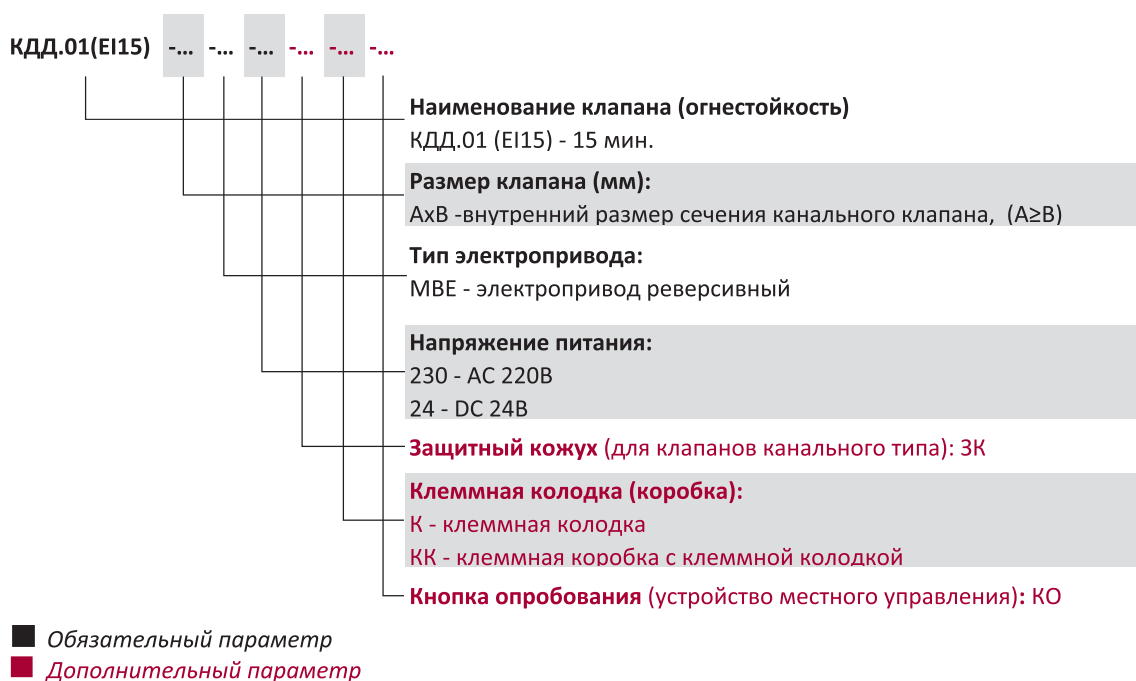 КДД.01(EI15) -... -... -... -... -... -...
Наименование клапана (огнестойкость)
КДД.01 (EI15) - 15 мин.
Размер клапана (мм):
АхВ -внутренний размер сечения канального клапана, (А≥В)
Тип электропривода:
МВЕ - электропривод реверсивный
Напряжение питания:
230 - AC 220В
24 - DC 24В
Защитный кожух (для клапанов канального типа): ЗК
Клеммная колодка (коробка):
К - клеммная колодка
КК - клеммная коробка с клеммной колодкой
Кнопка опробования (устройство местного управления): КО
Обязательный параметр
Дополнительный параметр